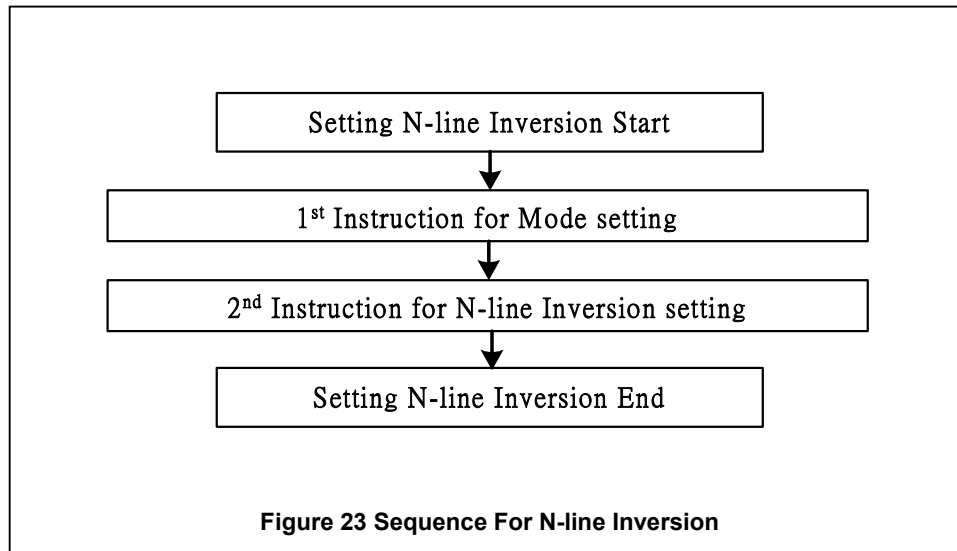 Setting N-line Inversion Start
1st Instruction for Mode setting
2nd Instruction for N-line Inversion setting
Setting N-line Inversion End
Figure 23 Sequence For N-line Inversion